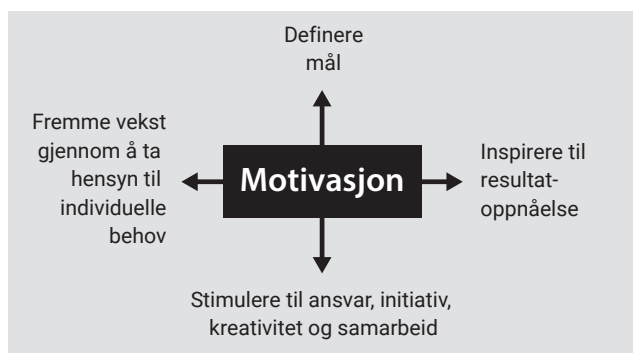 Definere
mål
Fremme vekst
gjennom å ta
hensyn til
individuelle
behov
Motivasjon
Inspirere til
resultat-
oppnåelse
Stimulere til ansvar, initiativ,
kreativitet og samarbeid